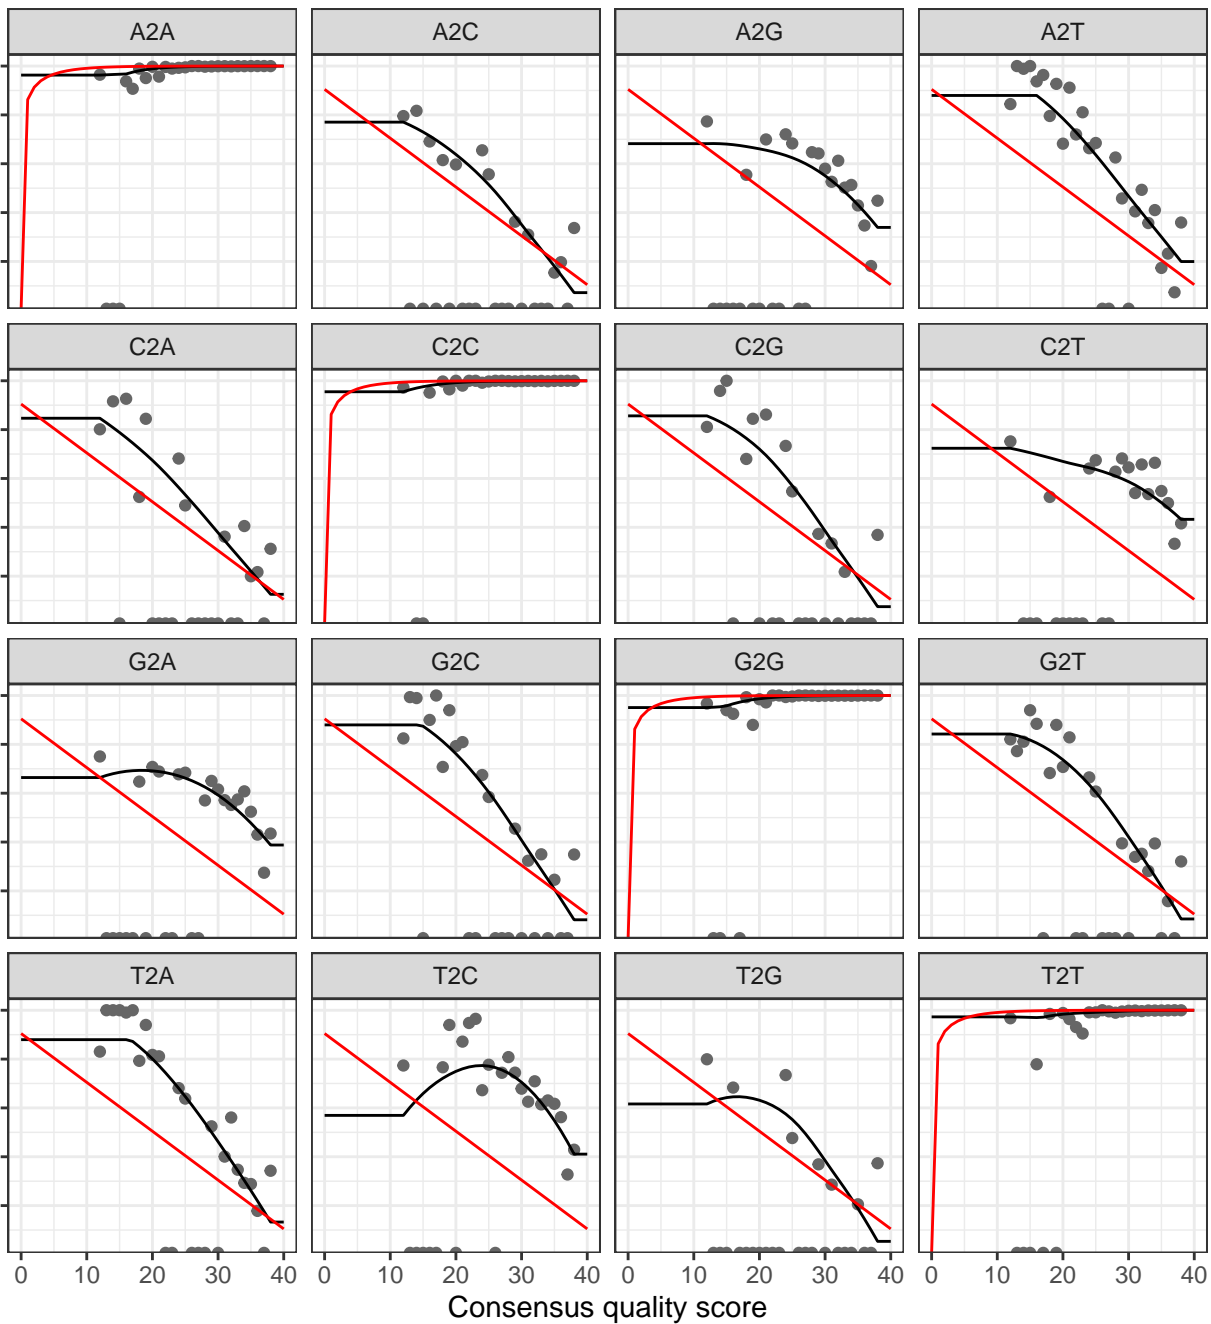 A2A A2C A2G A2T
C2A C2C C2G C2T
G2A G2C G2G G2T
T2A T2C T2G T2T
0 10 20 30 40 0 10 20 30 40 0 10 20 30 40 0 10 20 30 40
Consensus quality score